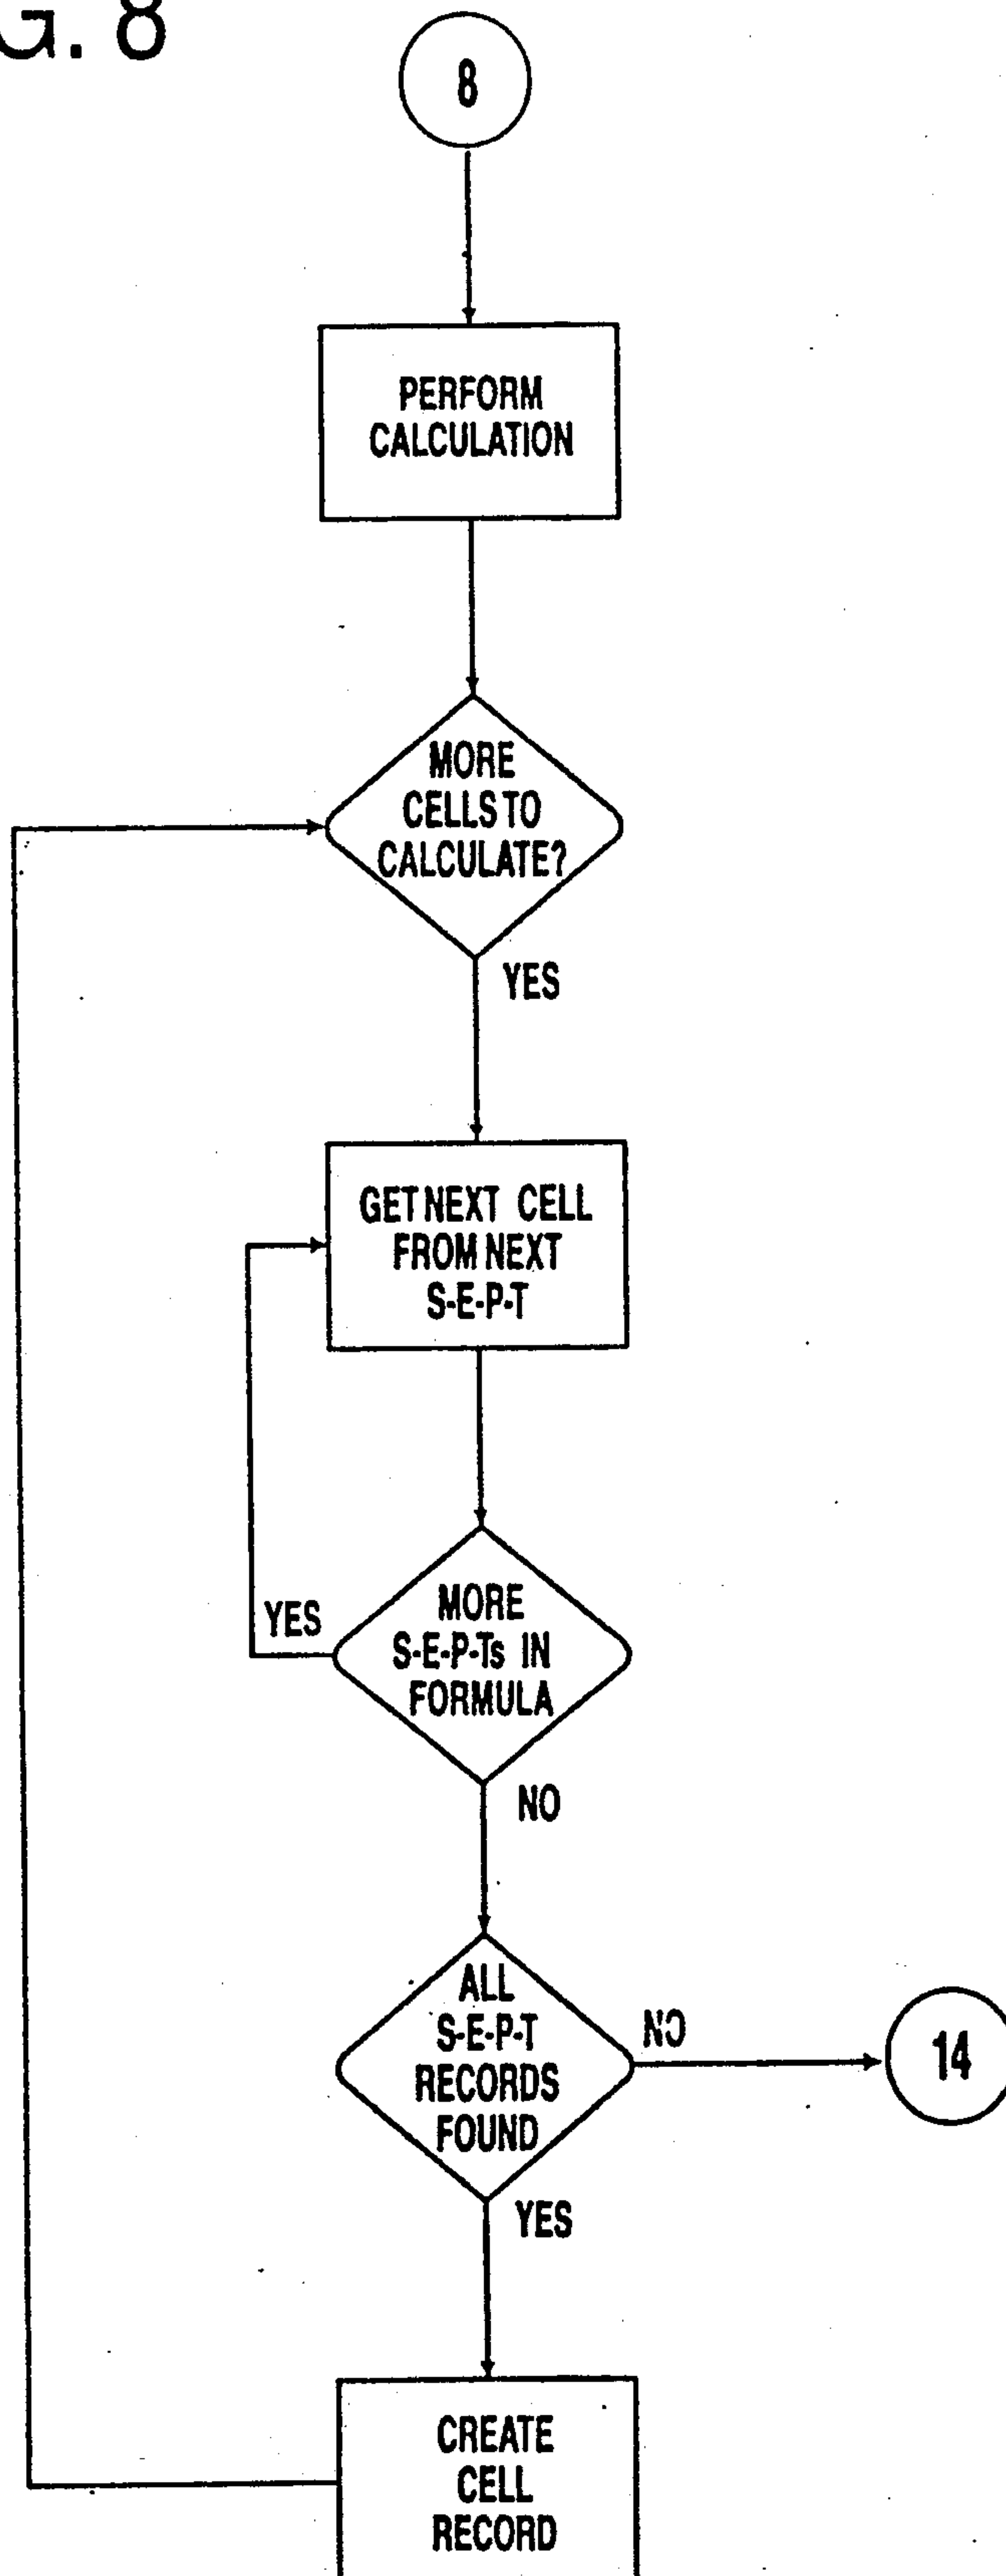 G. 8
8
PERFORM
CALCULATION
MORE
CELLS TO
CALCULATE?
YES
GET NEXT CELL
FROM NEXT
S-E-P-T
YES
MORE
S-E-P-Ts IN
FORMULA
NO
ALL
S-E-P-T
RECORDS
FOUND
NO
14
YES
CREATE
CELL
RECORD